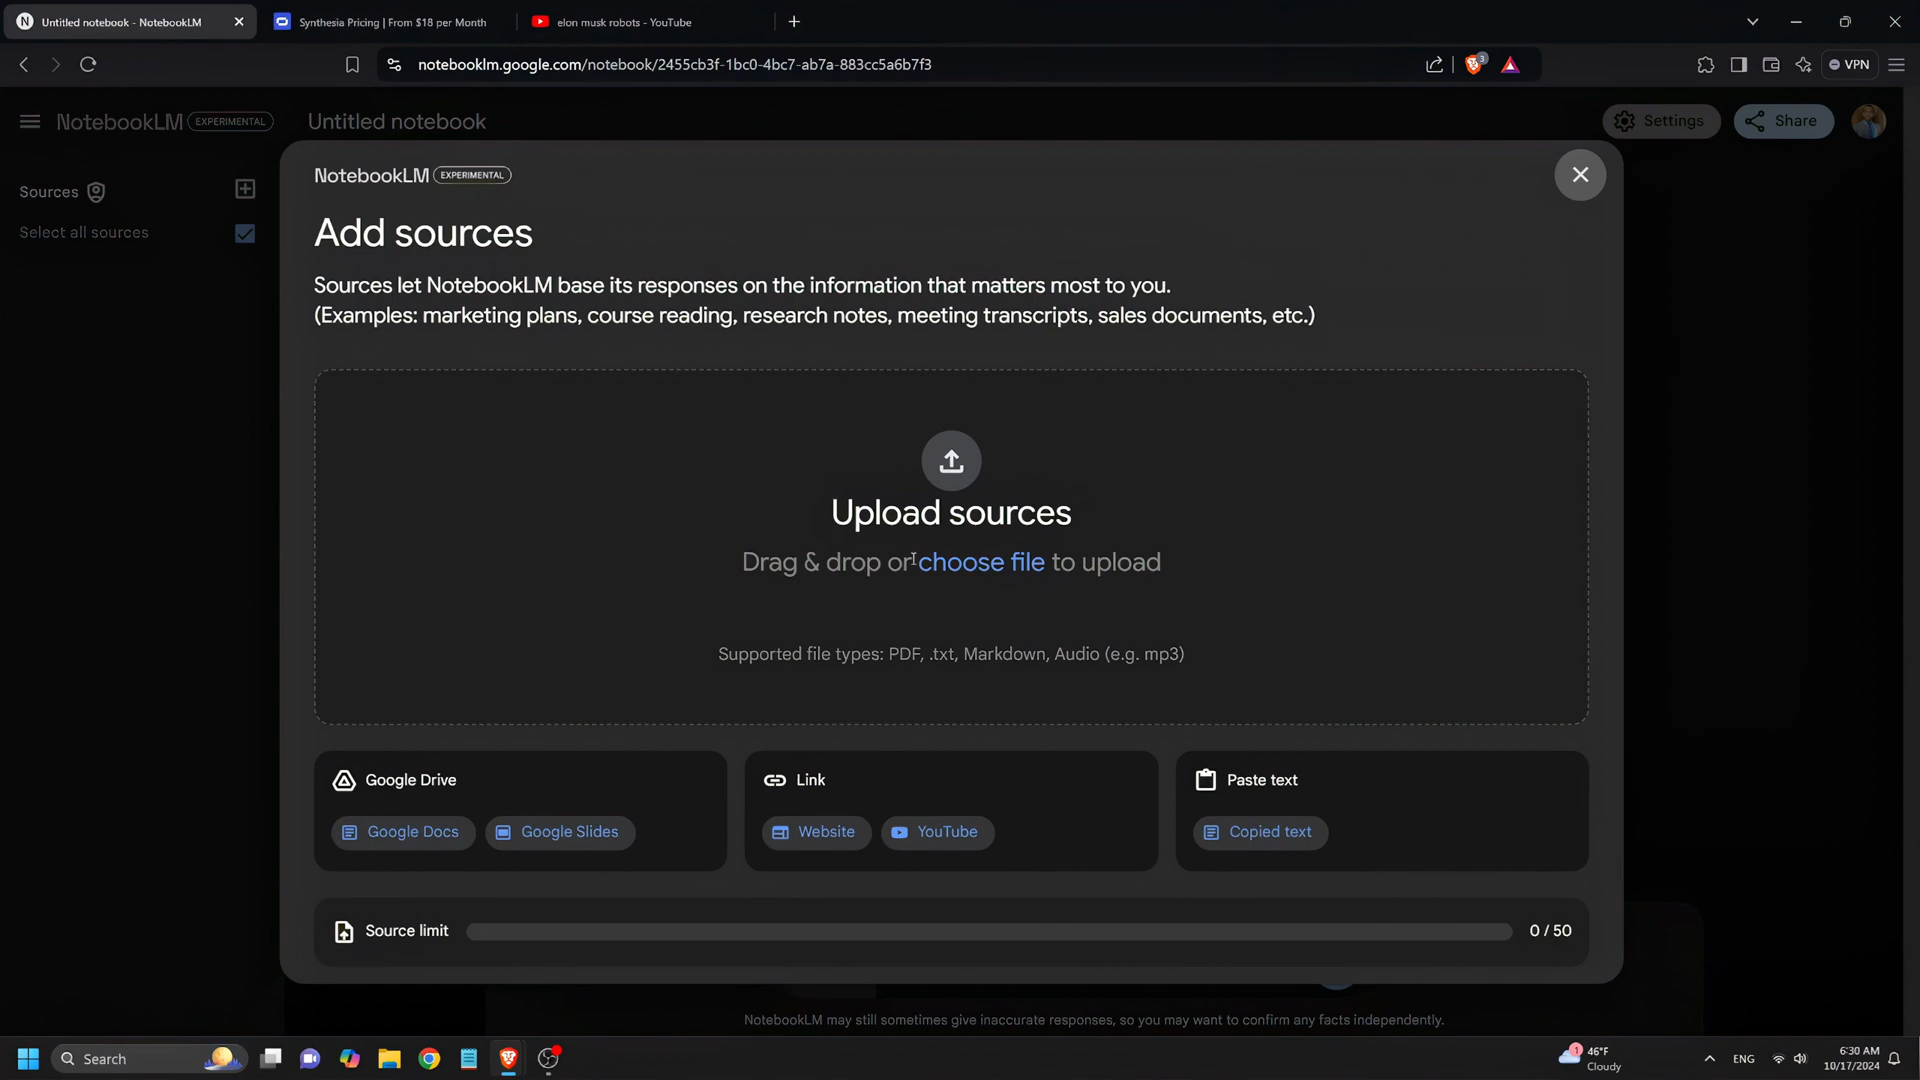 Untitled notebook - NotebookLM
Synthesia Pricing | From $18 per Month
elon musk robots - YouTube
notebooklm.google.com/notebook/2455cb3f-1bc0-4bc7-ab7a-883cc5a6b7f3
3
VPN
NotebookLM EXPERIMENTAL
Untitled notebook
Settings
Share
Sources
Select all sources
NotebookLM EXPERIMENTAL
Add sources
Sources let NotebookLM base its responses on the information that matters most to you.
(Examples: marketing plans, course reading, research notes, meeting transcripts, sales documents, etc.)
Upload sources
Drag & drop or choose file to upload
Supported file types: PDF, .txt, Markdown, Audio (e.g. mp3)
Google Drive
Google Docs
Google Slides
Link
Website
YouTube
Paste text
Copied text
Source limit
0 / 50
NotebookLM may still sometimes give inaccurate responses, so you may want to confirm any facts independently.
Search
1
46°F
Cloudy
ENG
6:30 AM
10/17/2024